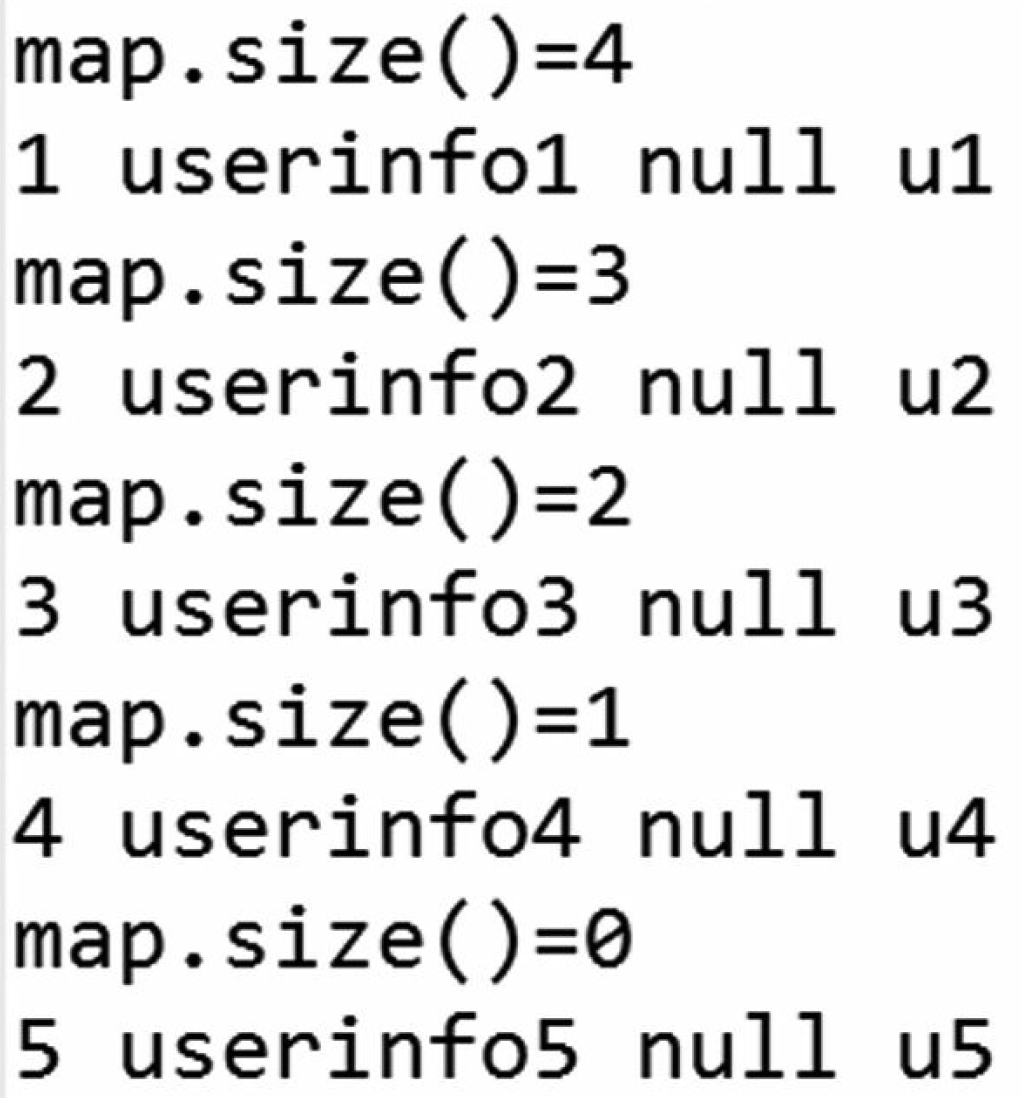 map.size()=4
1 userinfo1 null u1
map.size()=3
2 userinfo2 null u2
map.size()=2
3 userinfo3 null u3
map.size()=1
4 userinfo4 null u4
map.size()=0
5 userinfo5 null u5